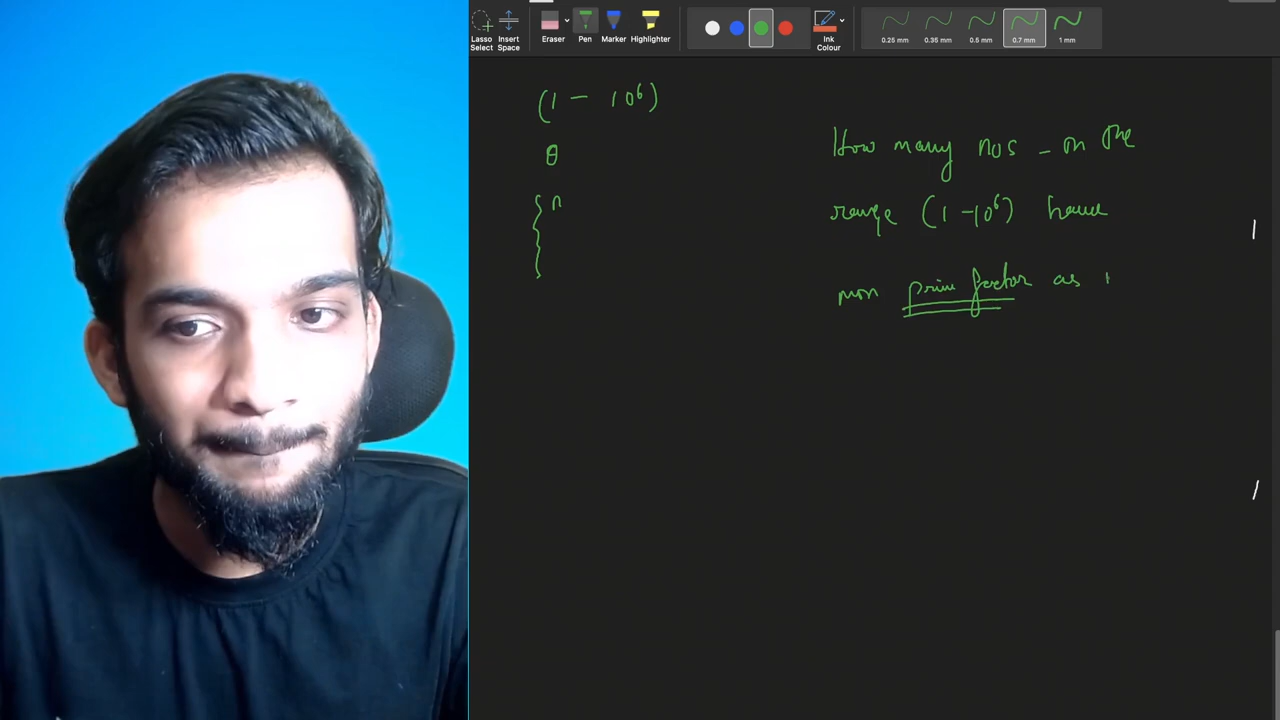 Lasso Select
Insert Space
Eraser
Pen
Marker
Highlighter
Ink Colour
0.25 mm
0.35 mm
0.5 mm
0.7 mm
1 mm
(1 - 10⁶)
n
How many nos in the
range (1 - 10⁶) have
prime factor as